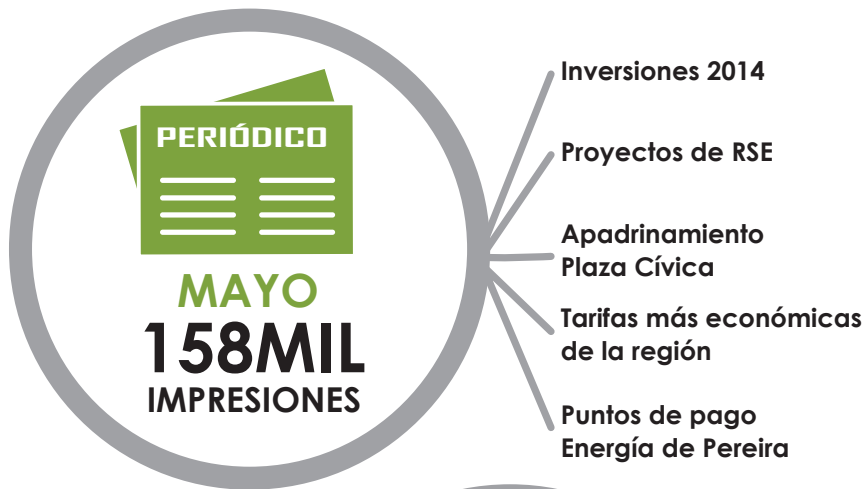 PERIÓDICO
MAYO
158MIL
IMPRESIONES
Inversiones 2014
Proyectos de RSE
Apadrinamiento
Plaza Cívica
Tarifas más económicas
de la región
Puntos de pago
Energía de Pereira